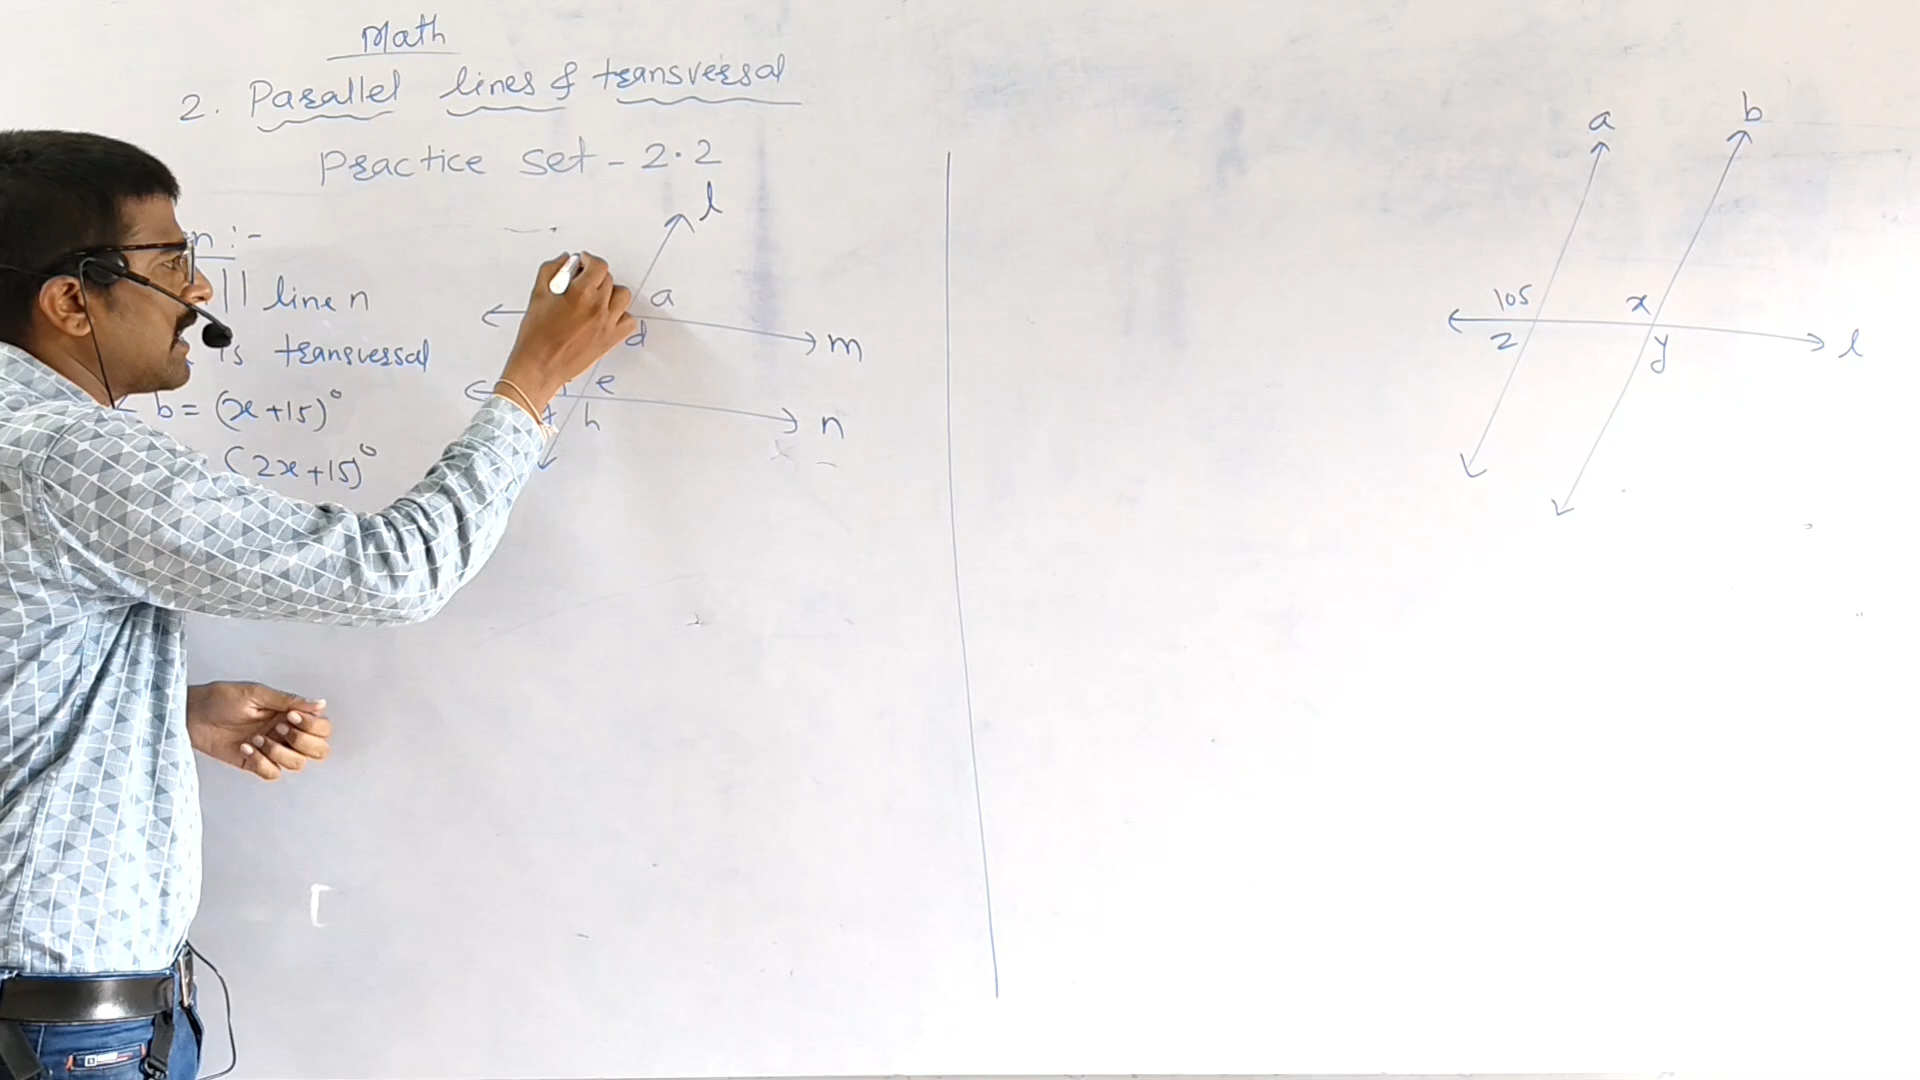 Math
2. Parallel lines & transversal
Practice set - 2.2
n :-
|| line n
is transversal
b = (x+15)°
(2x+15)°
l
a
d
m
e
h
n
a
b
105
x
z
y
l